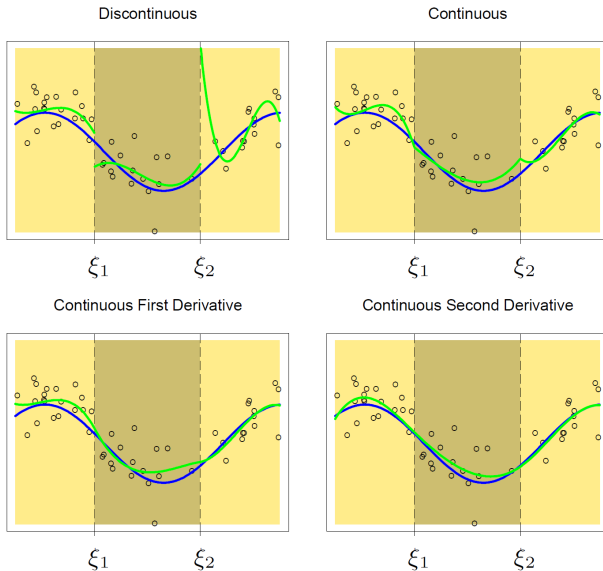 Discontinuous
Continuous
ξ₁ ξ₂
ξ₁ ξ₂
Continuous First Derivative
Continuous Second Derivative
ξ₁ ξ₂
ξ₁ ξ₂